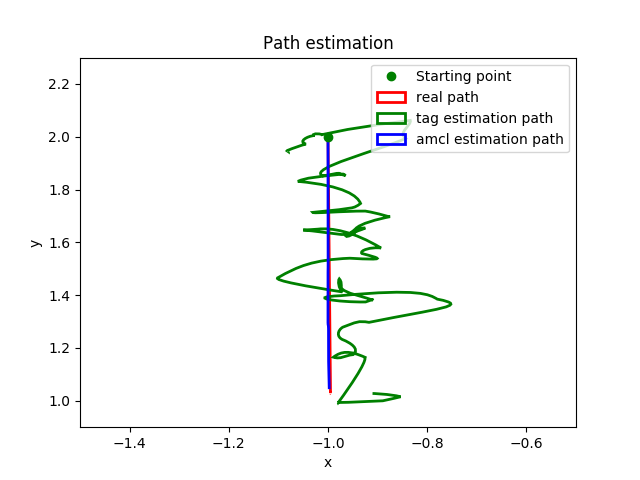 Path estimation
Starting point
real path
tag estimation path
amcl estimation path
2.2
2.0
1.8
1.6
1.4
1.2
1.0
y
−1.4
−1.2
−1.0
−0.8
−0.6
x